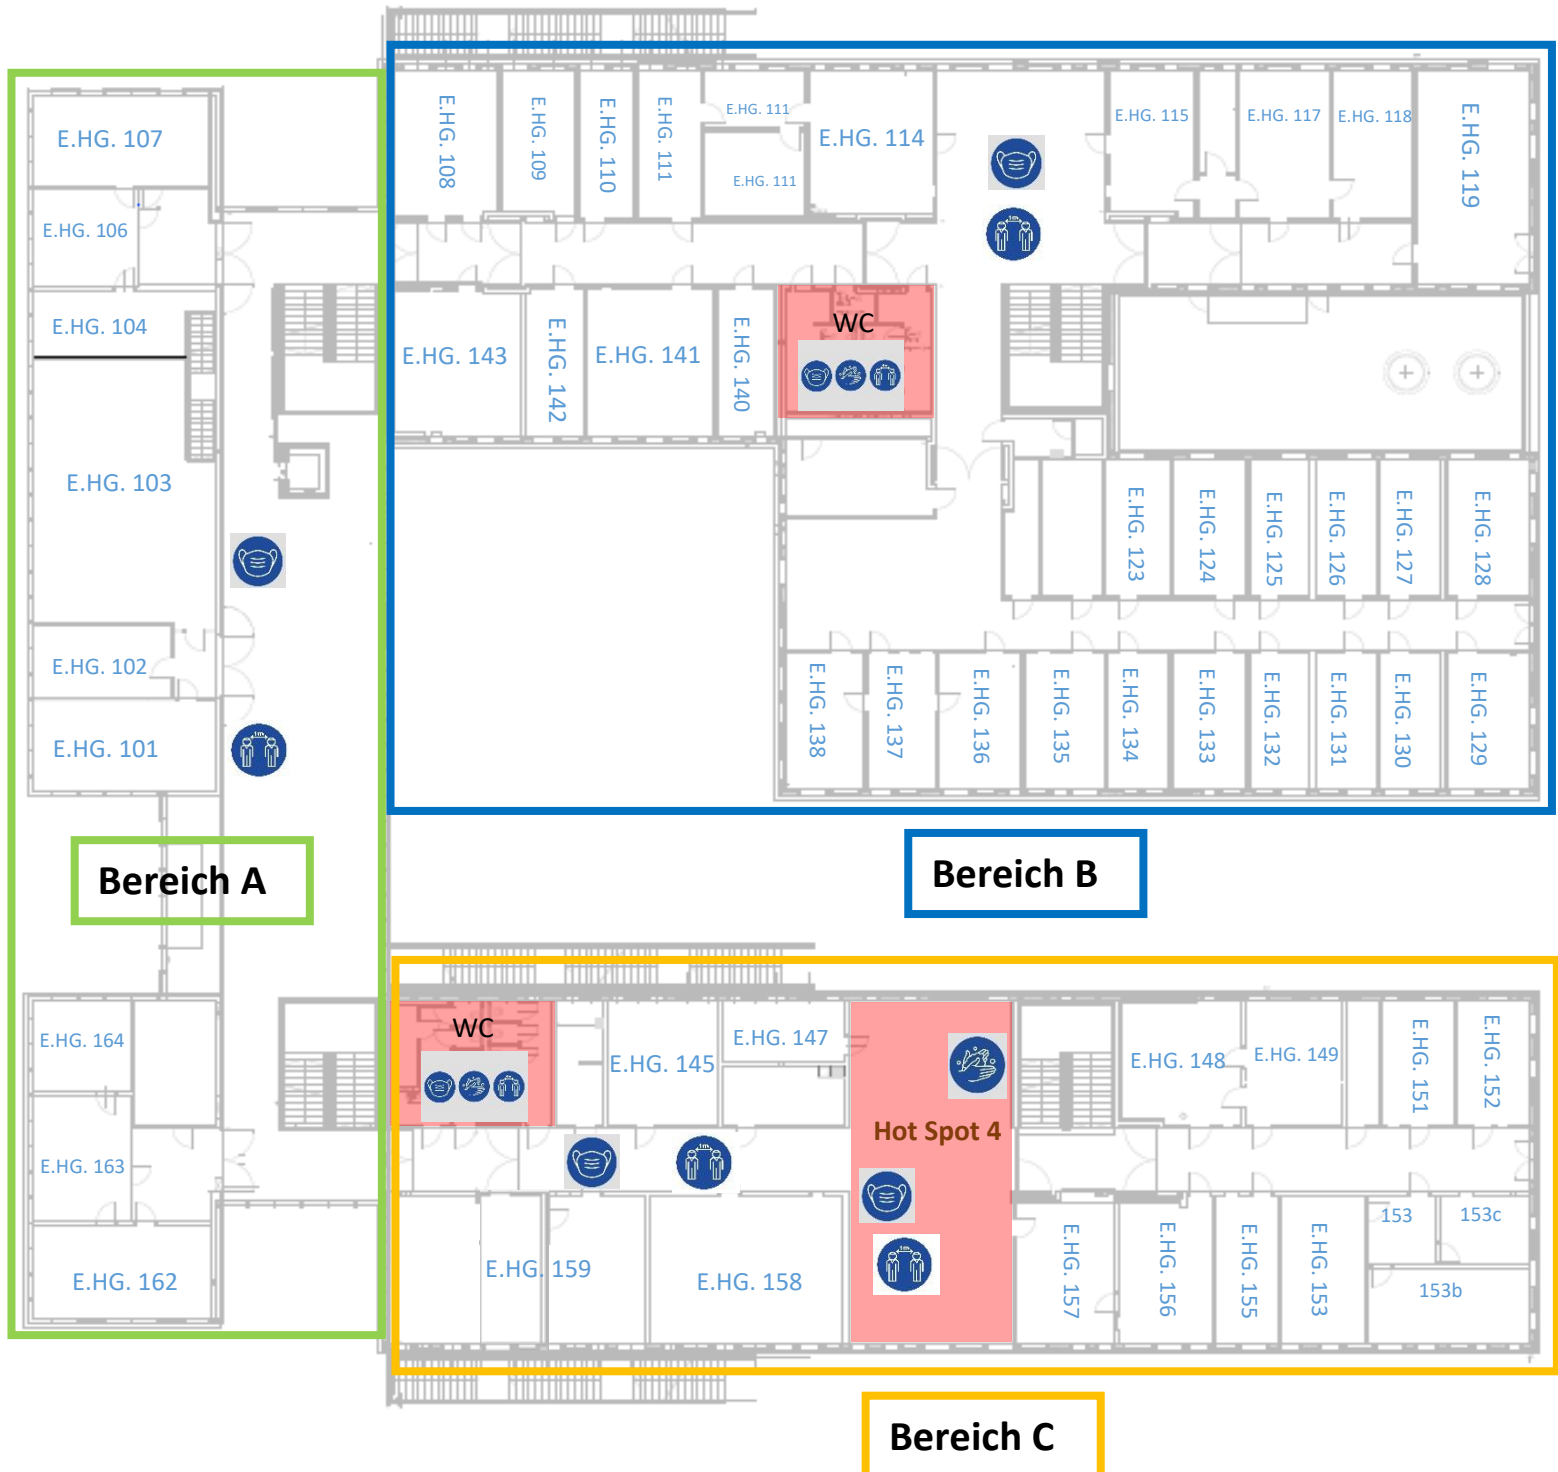 E.HG. 107
E.HG. 106
E.HG. 104
E.HG. 103
E.HG. 102
E.HG. 101
Bereich A
E.HG. 164
E.HG. 163
E.HG. 162
E.HG. 108
E.HG. 109
E.HG. 110
E.HG. 111
E.HG. 111
E.HG. 111
E.HG. 114
E.HG. 115
E.HG. 117
E.HG. 118
E.HG. 119
1m
E.HG. 143
E.HG. 142
E.HG. 141
E.HG. 140
WC
E.HG. 123
E.HG. 124
E.HG. 125
E.HG. 126
E.HG. 127
E.HG. 128
E.HG. 138
E.HG. 137
E.HG. 136
E.HG. 135
E.HG. 134
E.HG. 133
E.HG. 132
E.HG. 131
E.HG. 130
E.HG. 129
1m
Bereich B
WC
E.HG. 145
E.HG. 147
E.HG. 148
E.HG. 149
E.HG. 151
E.HG. 152
Hot Spot 4
1m
E.HG. 159
E.HG. 158
1m
E.HG. 157
E.HG. 156
E.HG. 155
E.HG. 153
153
153c
153b
Bereich C